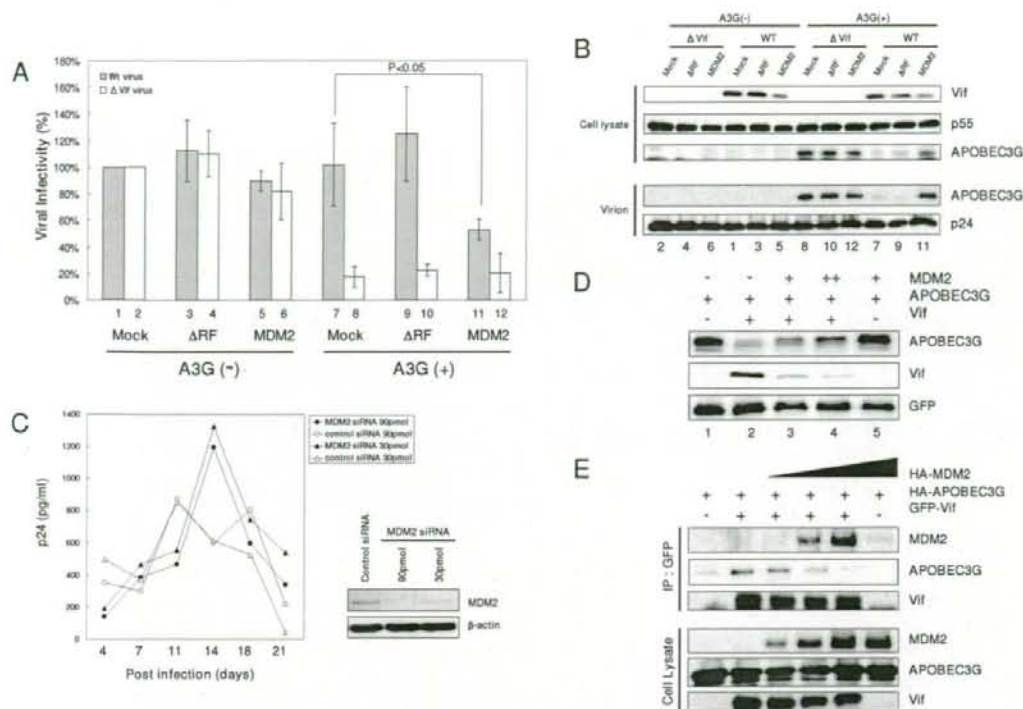 A
Wt virus
Δ Vif virus
P<0.05
Viral Infectivity (%)
160%
140%
120%
100%
80%
60%
40%
20%
0%
1 2 3 4 5 6 7 8 9 10 11 12
Mock ΔRF MDM2 Mock ΔRF MDM2
A3G (-) A3G (+)
B
A3G(-) A3G(+)
Δ Vif WT Δ Vif WT
Mock ΔRF MDM2 Mock ΔRF MDM2 Mock ΔRF MDM2 Mock ΔRF MDM2
Cell lysate
Vif
p55
APOBEC3G
Virion
APOBEC3G
p24
2 4 6 1 3 5 8 10 12 7 9 11
C
MDM2 siRNA 90pmol
control siRNA 90pmol
MDM2 siRNA 30pmol
control siRNA 30pmol
p24 (pg/ml)
1400
1200
1000
800
600
400
200
0
4 7 11 14 18 21
Post infection (days)
Control siRNA
MDM2 siRNA
90pmol
30pmol
MDM2
β-actin
D
- - + ++ + MDM2
+ + + + + APOBEC3G
- + + + - Vif
APOBEC3G
Vif
GFP
1 2 3 4 5
E
HA-MDM2
+ + + + + + HA-APOBEC3G
- + + + + - GFP-Vif
IP : GFP
MDM2
APOBEC3G
Vif
Cell Lysate
MDM2
APOBEC3G
Vif